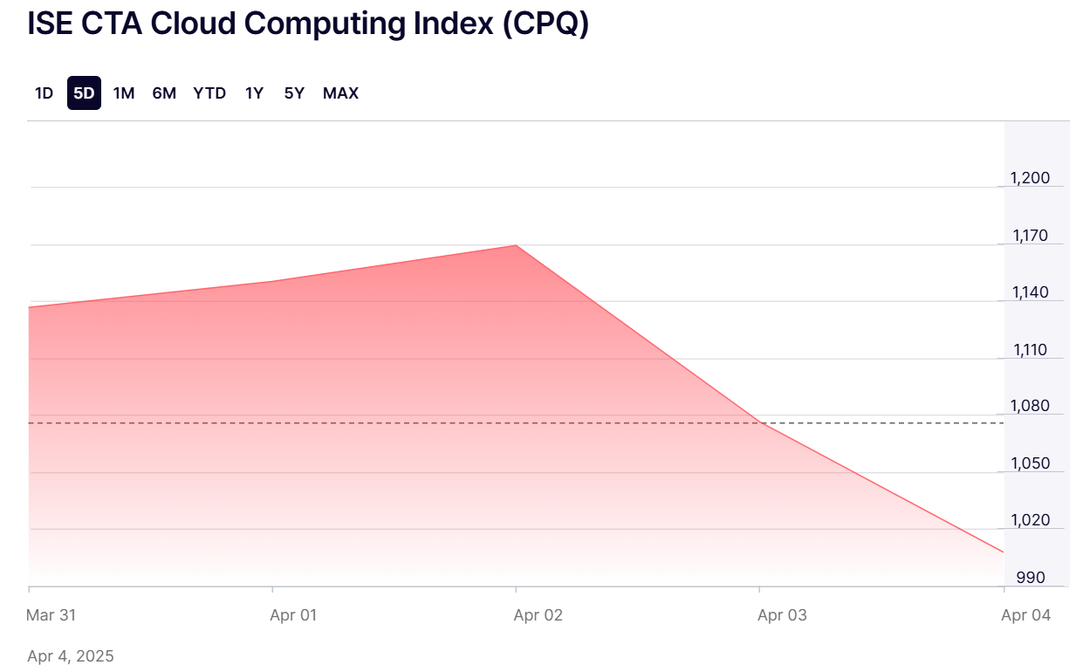 ISE CTA Cloud Computing Index (CPQ)
1D 5D 1M 6M YTD 1Y 5Y MAX
1,200
1,170
1,140
1,110
1,080
1,050
1,020
990
Mar 31 Apr 01 Apr 02 Apr 03 Apr 04
Apr 4, 2025